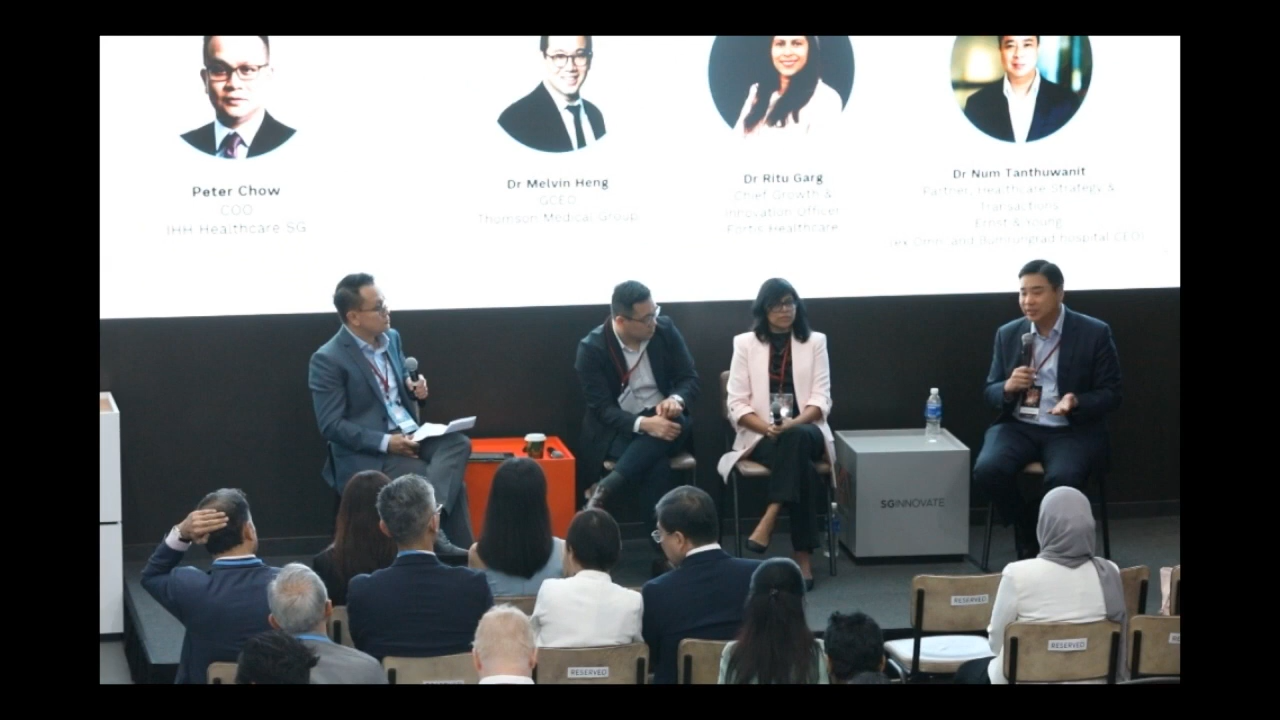 Peter Chow
COO
IHH Healthcare SG
Dr Melvin Heng
GCEO
Thomson Medical Group
Dr Ritu Garg
Chief Growth &
Innovation Officer
Fortis Healthcare
Dr Num Tanthuwanit
Partner, Healthcare Strategy &
Transactions
Ernst & Young
(ex and Bumrungrad hospital CEO)
SGINNOVATE
RESERVED
RESERVED
RESERVED